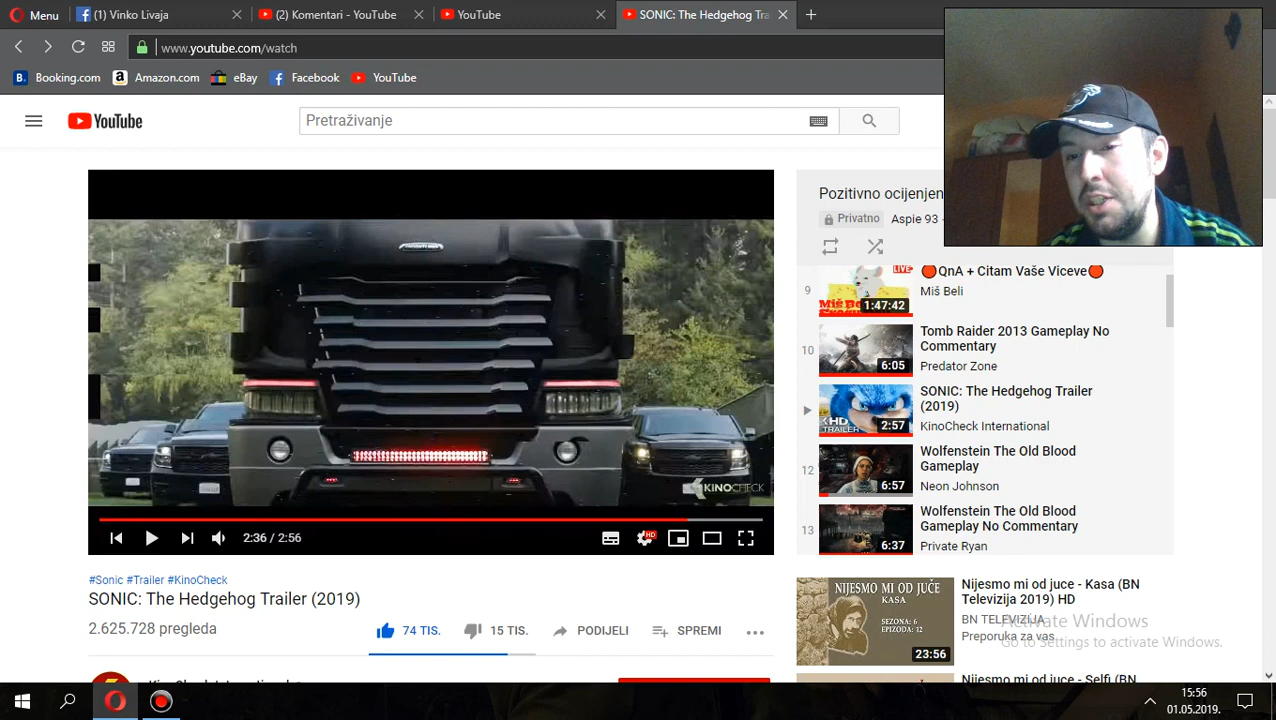 Menu
(1) Vinko Livaja
(2) Komentari - YouTube
YouTube
SONIC: The Hedgehog Tra
www.youtube.com/watch
Booking.com
Amazon.com
eBay
Facebook
YouTube
YouTube
Pretraživanje
Pozitivno ocijenjen
Privatno
Aspie 93
9
LIVE
1:47:42
🔴QnA + Citam Vaše Viceve🔴
Miš Beli
10
6:05
Tomb Raider 2013 Gameplay No
Commentary
Predator Zone
2:57
SONIC: The Hedgehog Trailer
(2019)
KinoCheck International
12
6:57
Wolfenstein The Old Blood
Gameplay
Neon Johnson
13
6:37
Wolfenstein The Old Blood
Gameplay No Commentary
Private Ryan
KINOCHECK
2:36 / 2:56
HD
#Sonic #Trailer #KinoCheck
SONIC: The Hedgehog Trailer (2019)
2.625.728 pregleda
74 TIS.
15 TIS.
PODIJELI
SPREMI
NIJESMO MI OD JUČE
KASA
SEZONA: 6
EPIZODA: 12
23:56
Nijesmo mi od juče - Kasa (BN
Televizija 2019) HD
BN TELEVIZIJA
Preporuka za vas
Activate Windows
Go to Settings to activate Windows.
Nijesmo mi od juce - Selfi (BN
15:56
01.05.2019.